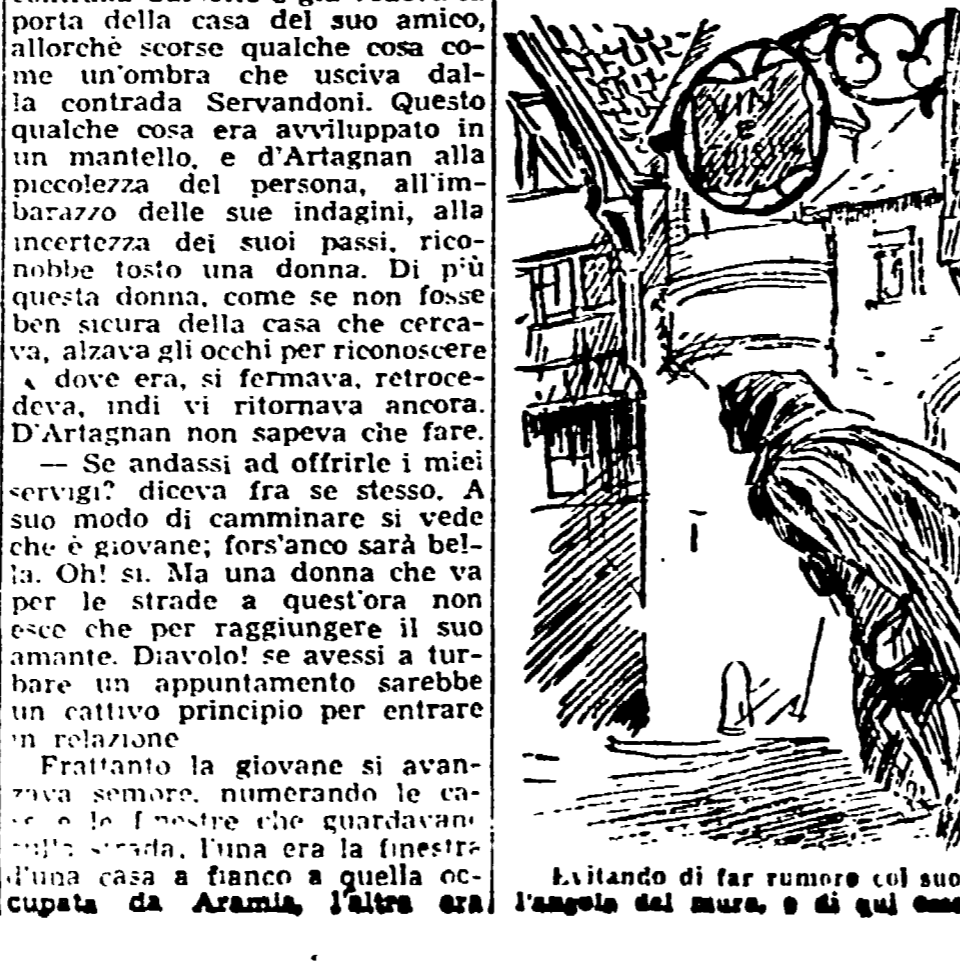 porta della casa del suo amico,
allorchè scorse qualche cosa co-
me un'ombra che usciva dal-
la contrada Servandoni. Questo
qualche cosa era avviluppato in
un mantello, e d'Artagnan alla
piccolezza del persona, all'im-
barazzo delle sue indagini, alla
incertezza dei suoi passi, rico-
nobbe tosto una donna. Di più
questa donna, come se non fosse
ben sicura della casa che cerca-
va, alzava gli occhi per riconoscere
dove era, si fermava, retroce-
deva, indi vi ritornava ancora.
D'Artagnan non sapeva che fare.
— Se andassi ad offrirle i miei
servigi? diceva fra se stesso. A
suo modo di camminare si vede
che è giovane; fors'anco sarà bel-
la. Oh! sì. Ma una donna che va
per le strade a quest'ora non
esce che per raggiungere il suo
amante. Diavolo! se avessi a tur-
bare un appuntamento sarebbe
un cattivo principio per entrare
in relazione
Frattanto la giovane si avan-
zava sempre, numerando le ca-
se e le finestre che guardavano
sulla strada, l'una era la finestra
d'una casa a fianco a quella oc-
cupata da Aramis, l'altra era
Evitando di far rumore col suo
l'angolo del muro, e di qui